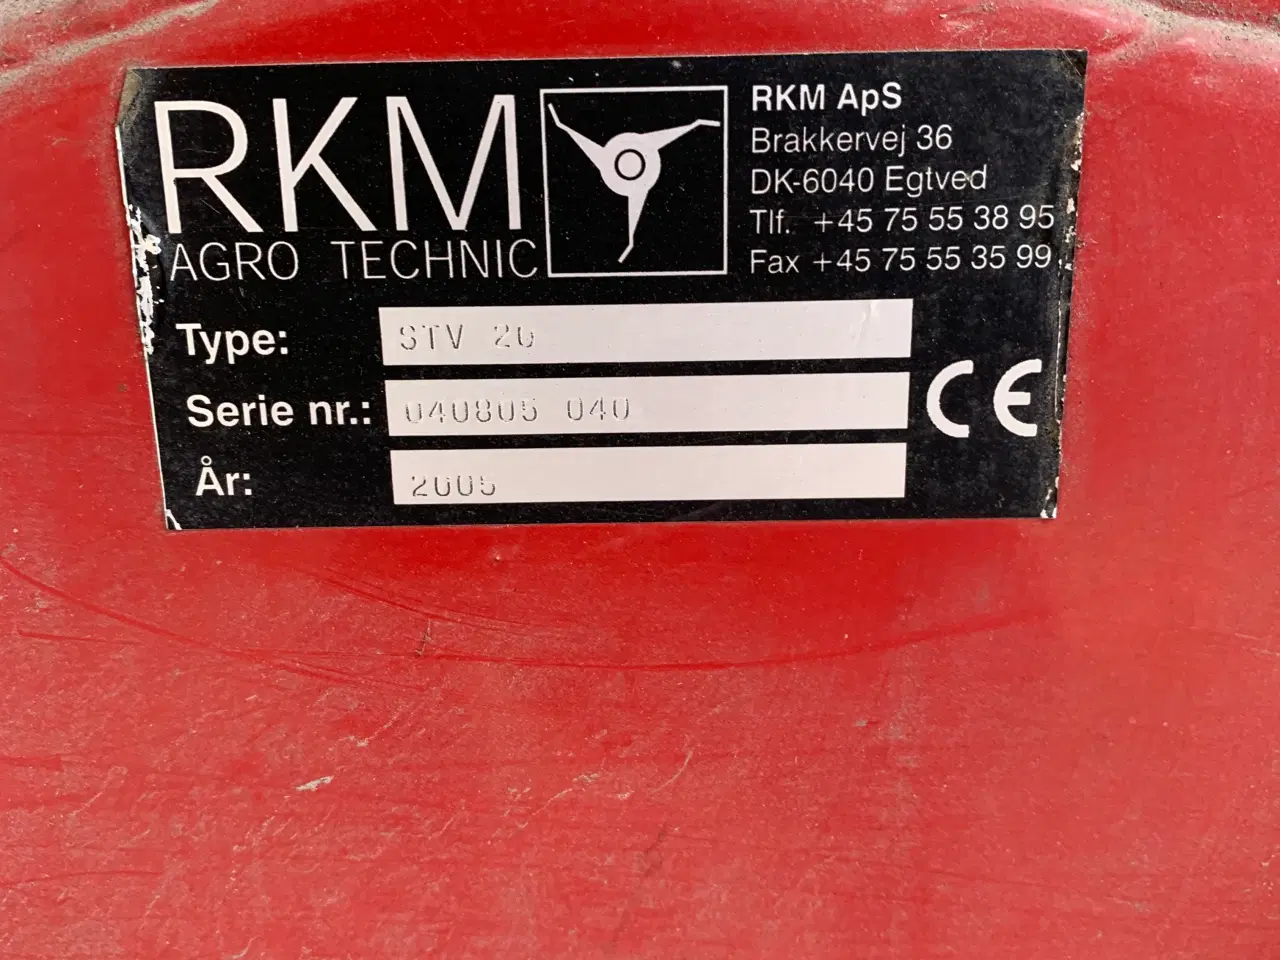 RKM
AGRO TECHNIC
RKM ApS
Brakkervej 36
DK-6040 Egtved
Tlf. +45 75 55 38 95
Fax +45 75 55 35 99
Type: STV 20
Serie nr.: 040805 040
År: 2005
CE